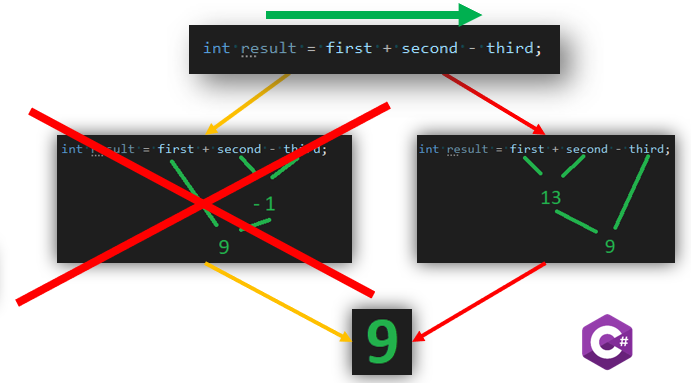 int result = first + second - third;
int result = first + second - third;
int result = first + second - third;
- 1
13
9
9
9
C#